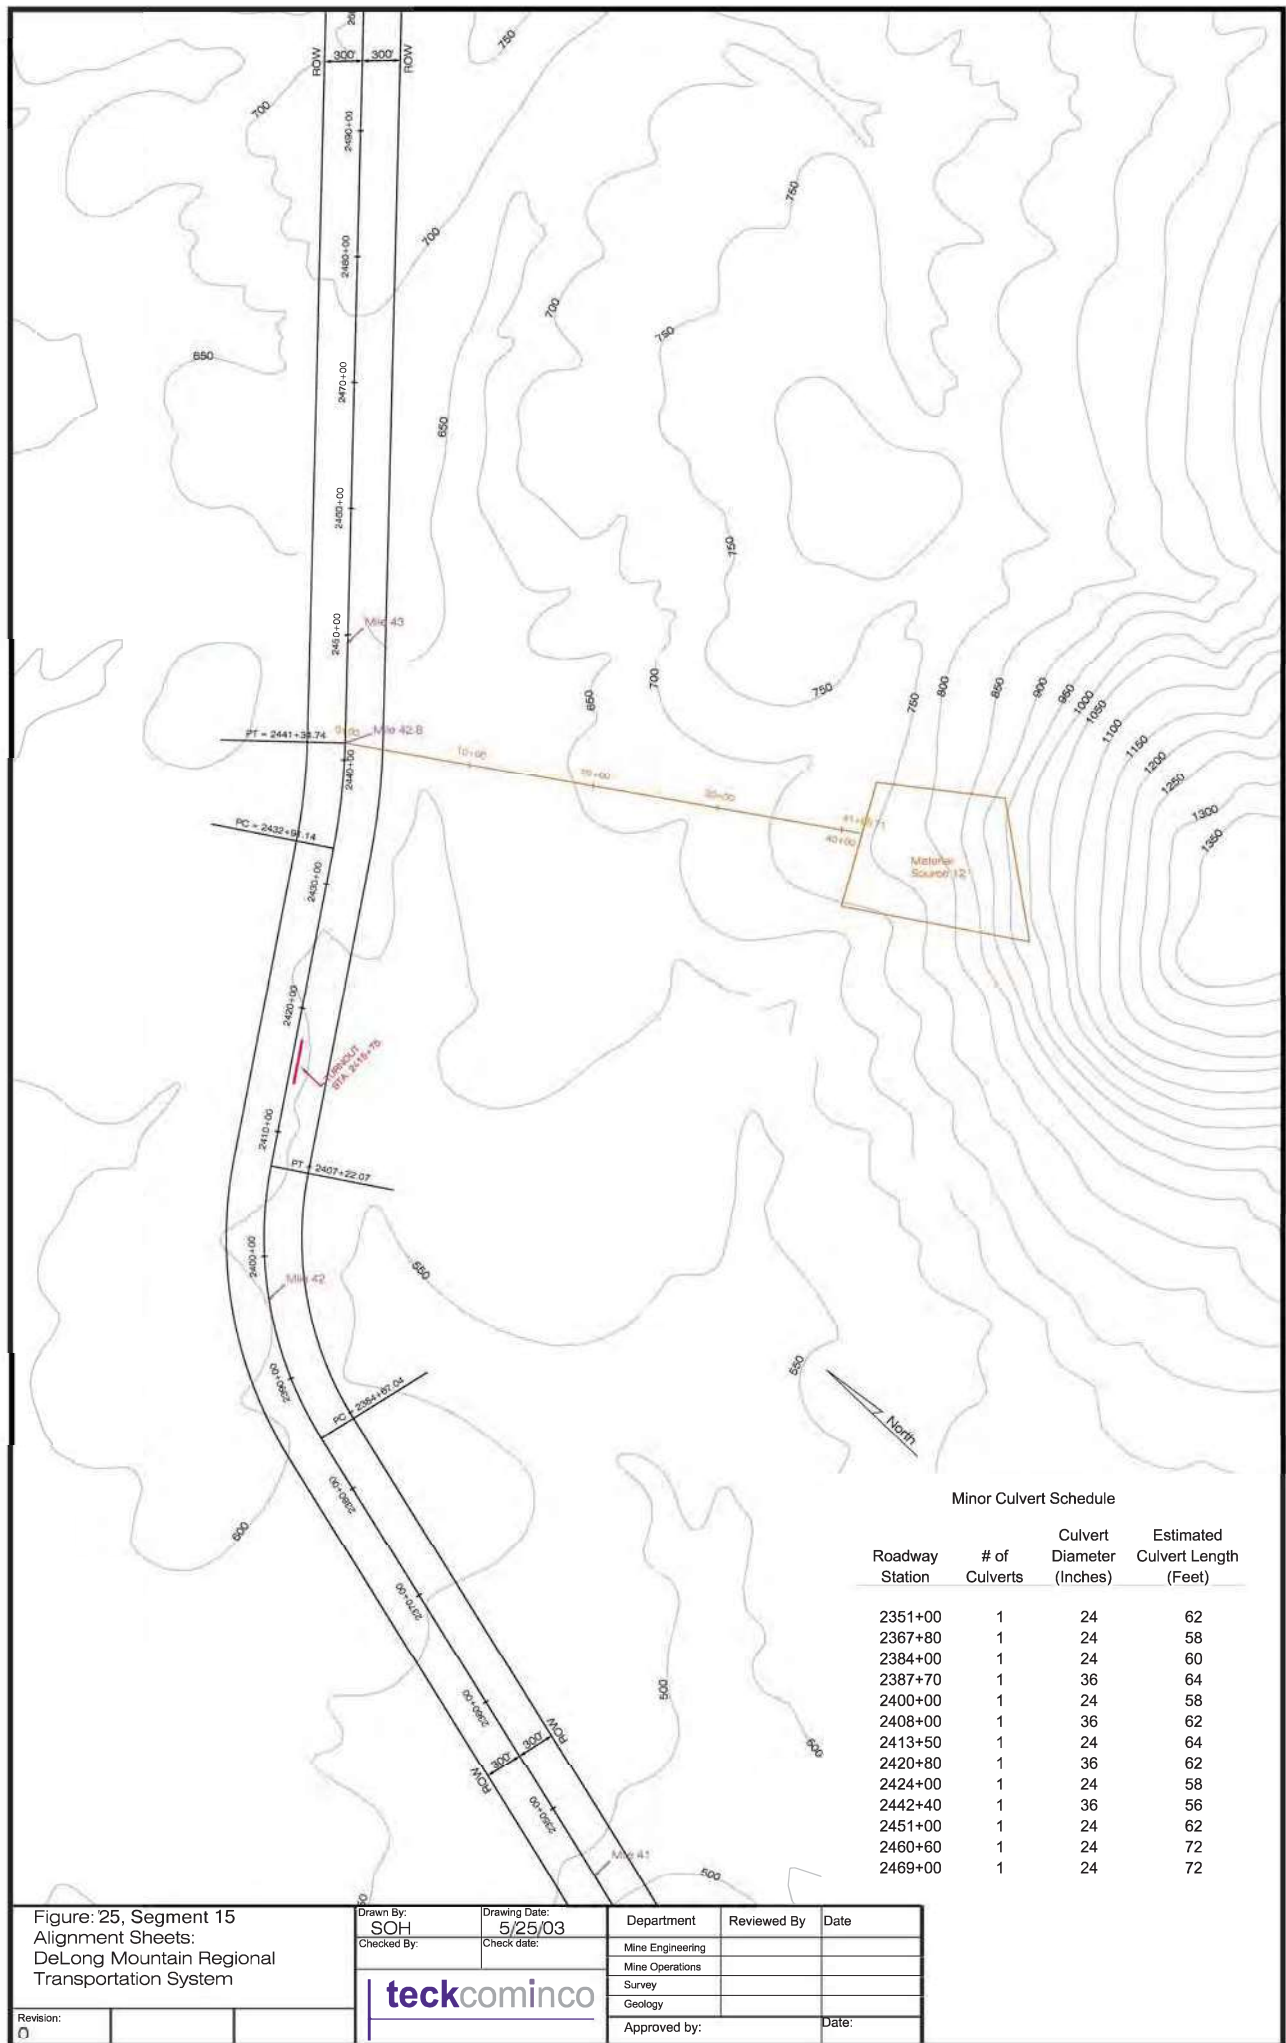 750
ROW
300'
300'
ROW
700
2490+00
750
2480+00
700
700
750
650
2470+00
650
2460+00
750
Mile 43
2450+00
700
650
750
750
800
850
900
950
1000
1050
1100
1150
1200
1250
1300
1350
PT = 2441+34.74
0+00
Mile 42.8
10+00
2440+00
40+00
PC = 2432+91.14
Material
Source 12
2430+00
2420+00
TURNOUT
2410+00
PT = 2407+22.07
2400+00
Mile 42
550
550
2390+00
PC = 2384+67.04
North
2380+00
600
2370+00
2360+00
500
ROW
300'
300'
ROW
2350+00
Mile 41
500
Minor Culvert Schedule
Roadway Station # of Culverts Culvert Diameter (Inches) Estimated Culvert Length (Feet)
2351+00 1 24 62
2367+80 1 24 58
2384+00 1 24 60
2387+70 1 36 64
2400+00 1 24 58
2408+00 1 36 62
2413+50 1 24 64
2420+80 1 36 62
2424+00 1 24 58
2442+40 1 36 56
2451+00 1 24 62
2460+60 1 24 72
2469+00 1 24 72
Figure: 25, Segment 15
Alignment Sheets:
DeLong Mountain Regional
Transportation System
Revision:
0
Drawn By:
SOH
Drawing Date:
5/25/03
Checked By:
Check date:
teckcominco
Department Reviewed By Date
Mine Engineering
Mine Operations
Survey
Geology
Approved by: Date: